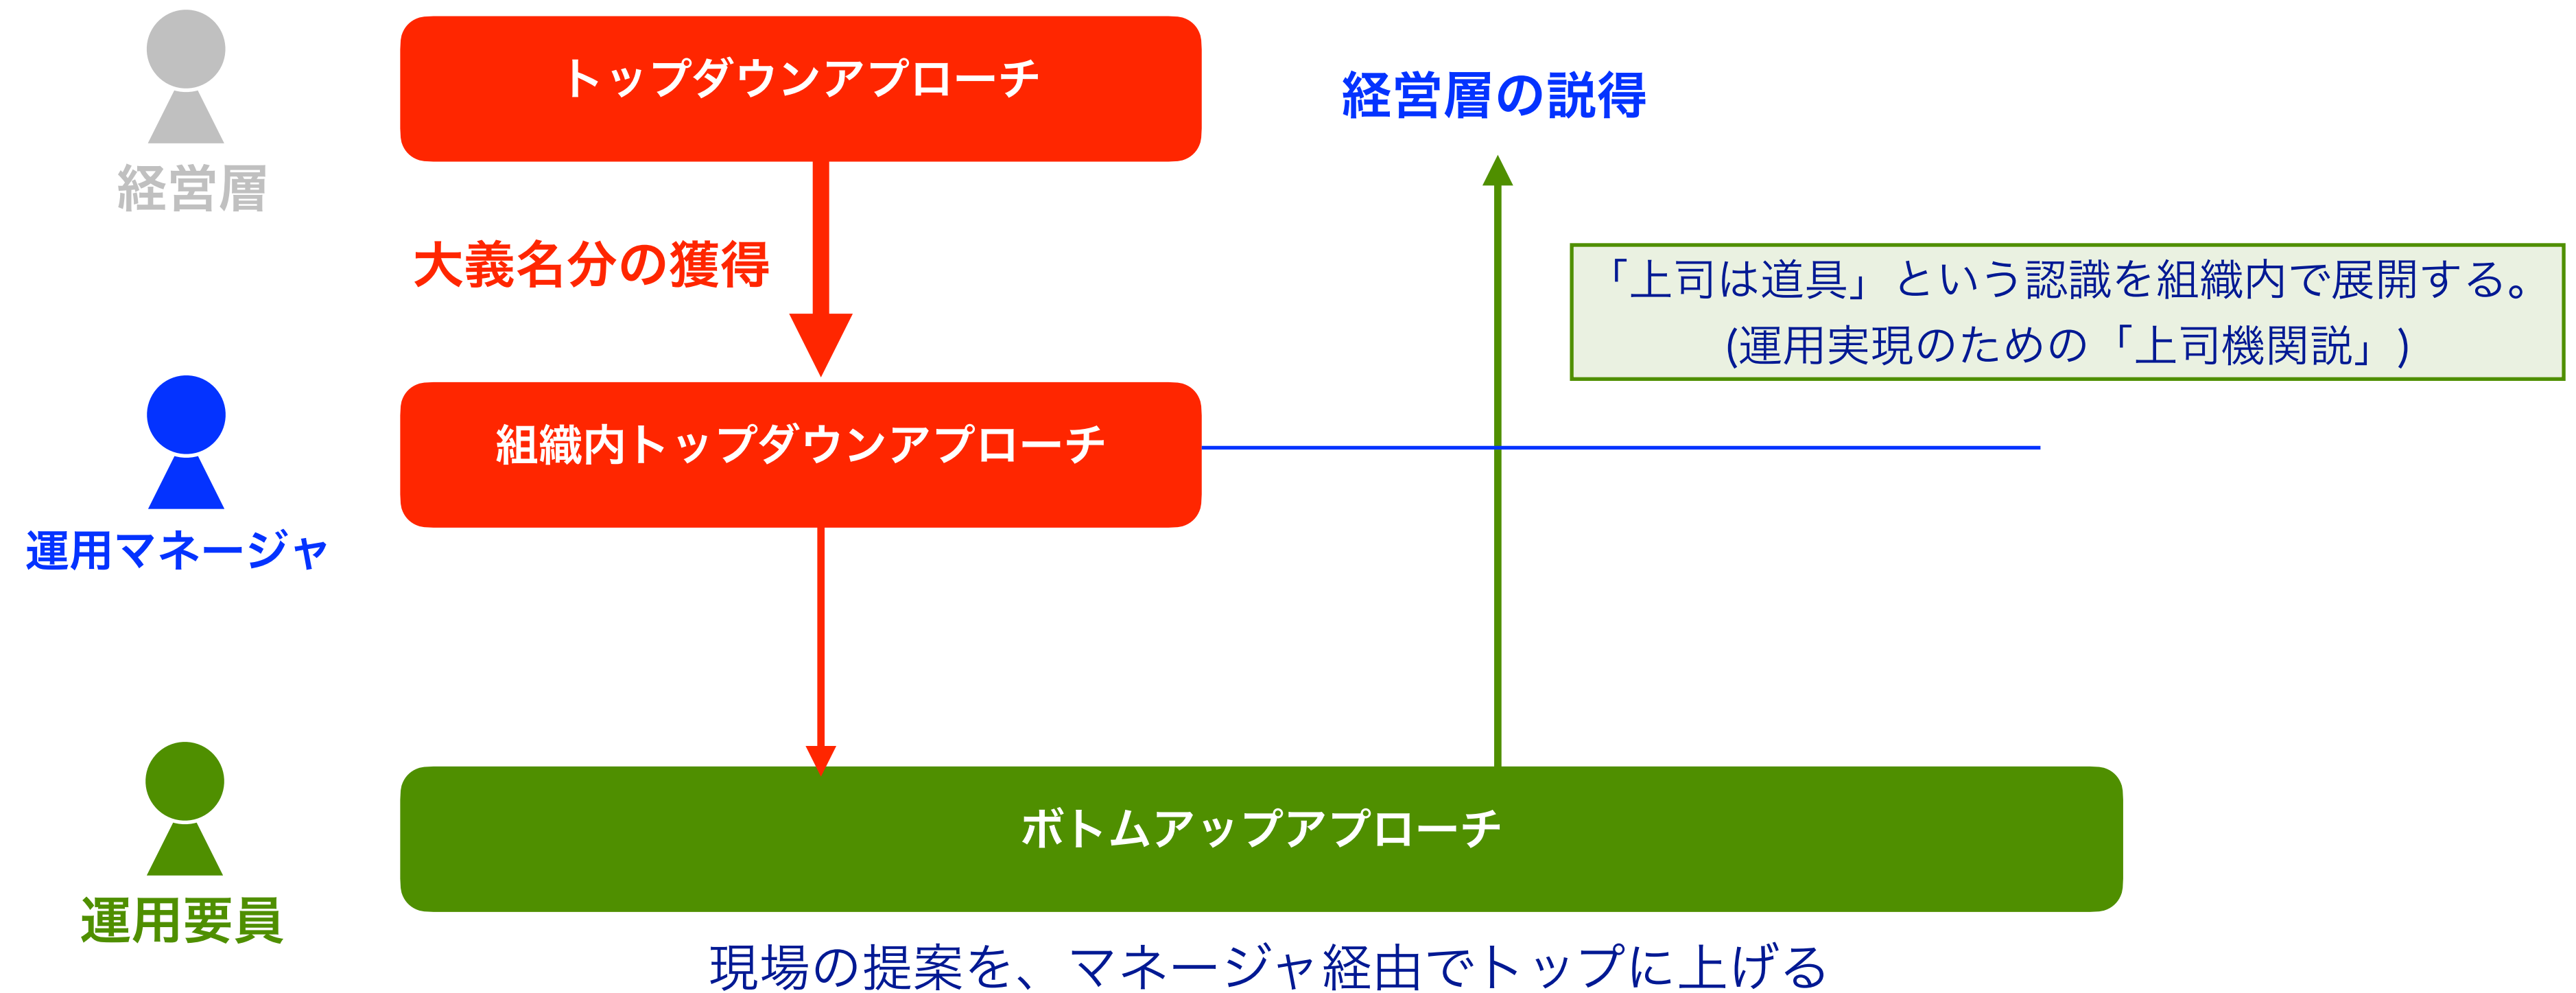 トップダウンアプローチ
経営層の説得
経営層
大義名分の獲得
「上司は道具」という認識を組織内で展開する。
(運用実現のための「上司機関説」)
組織内トップダウンアプローチ
運用マネージャ
ボトムアップアプローチ
運用要員
現場の提案を、マネージャ経由でトップに上げる